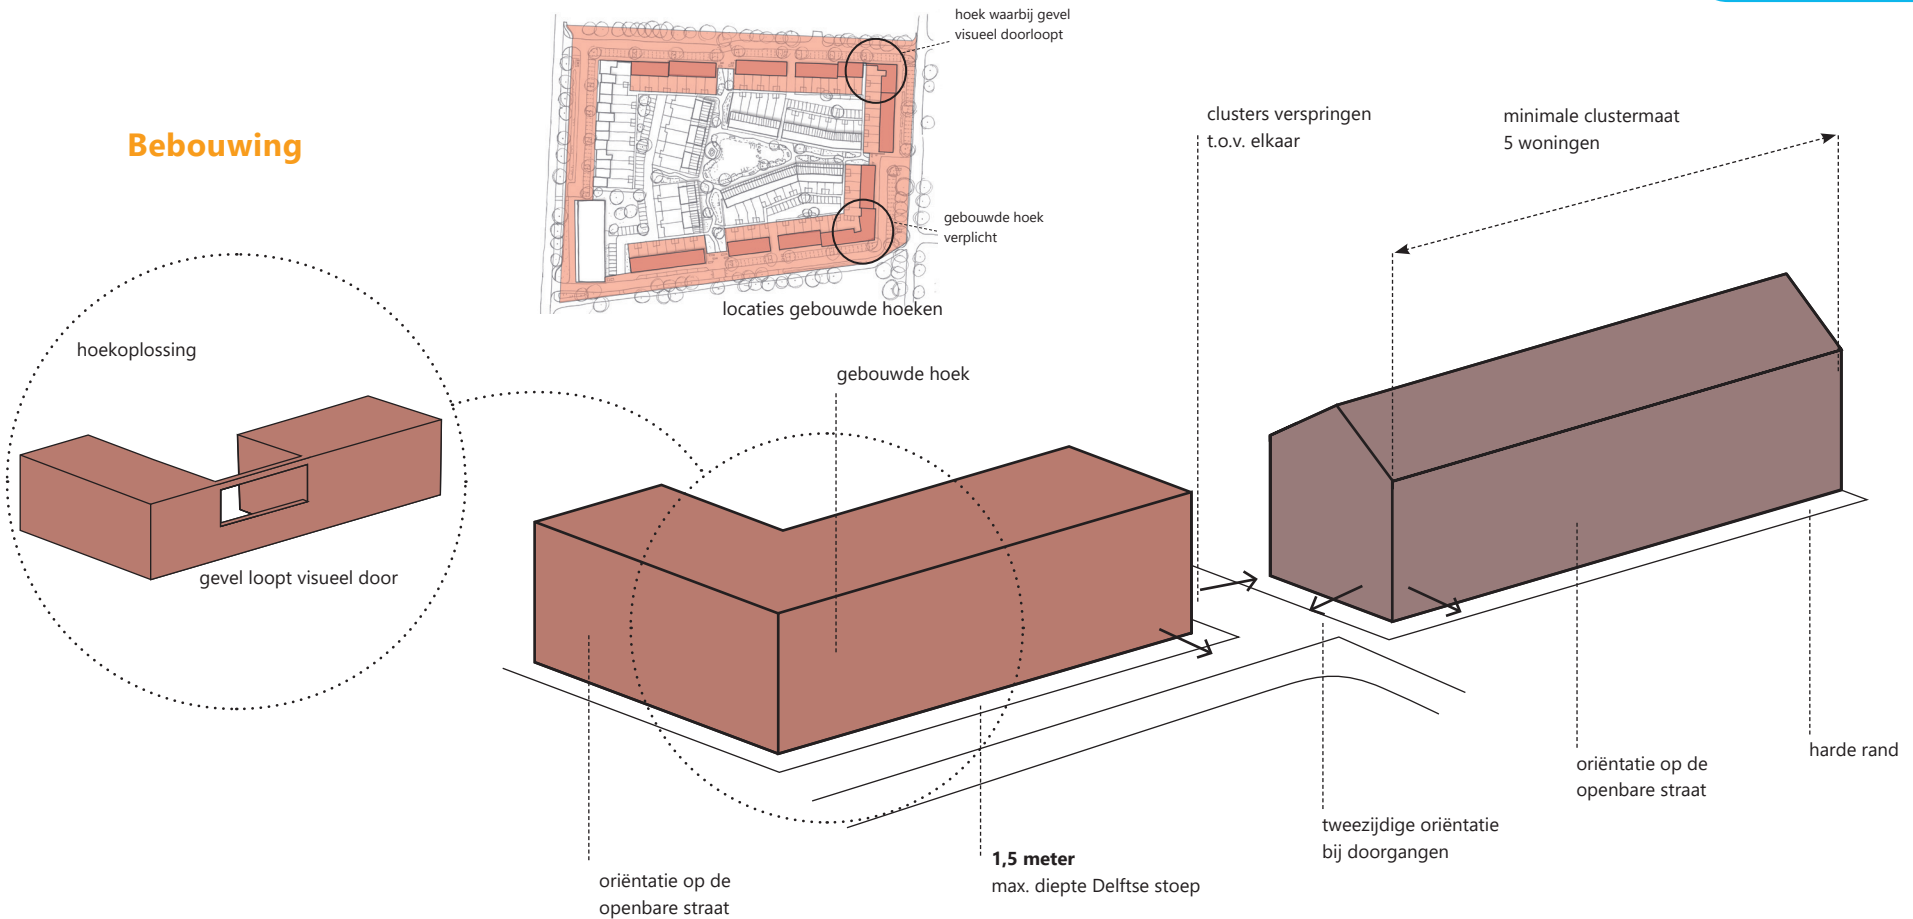 hoek waarbij gevel
visueel doorloopt
Bebouwing
clusters verspringen
t.o.v. elkaar
minimale clustermaat
5 woningen
gebouwde hoek
verplicht
locaties gebouwde hoeken
hoekoplossing
gebouwde hoek
gevel loopt visueel door
harde rand
oriëntatie op de
openbare straat
tweezijdige oriëntatie
bij doorgangen
1,5 meter
max. diepte Delftse stoep
oriëntatie op de
openbare straat